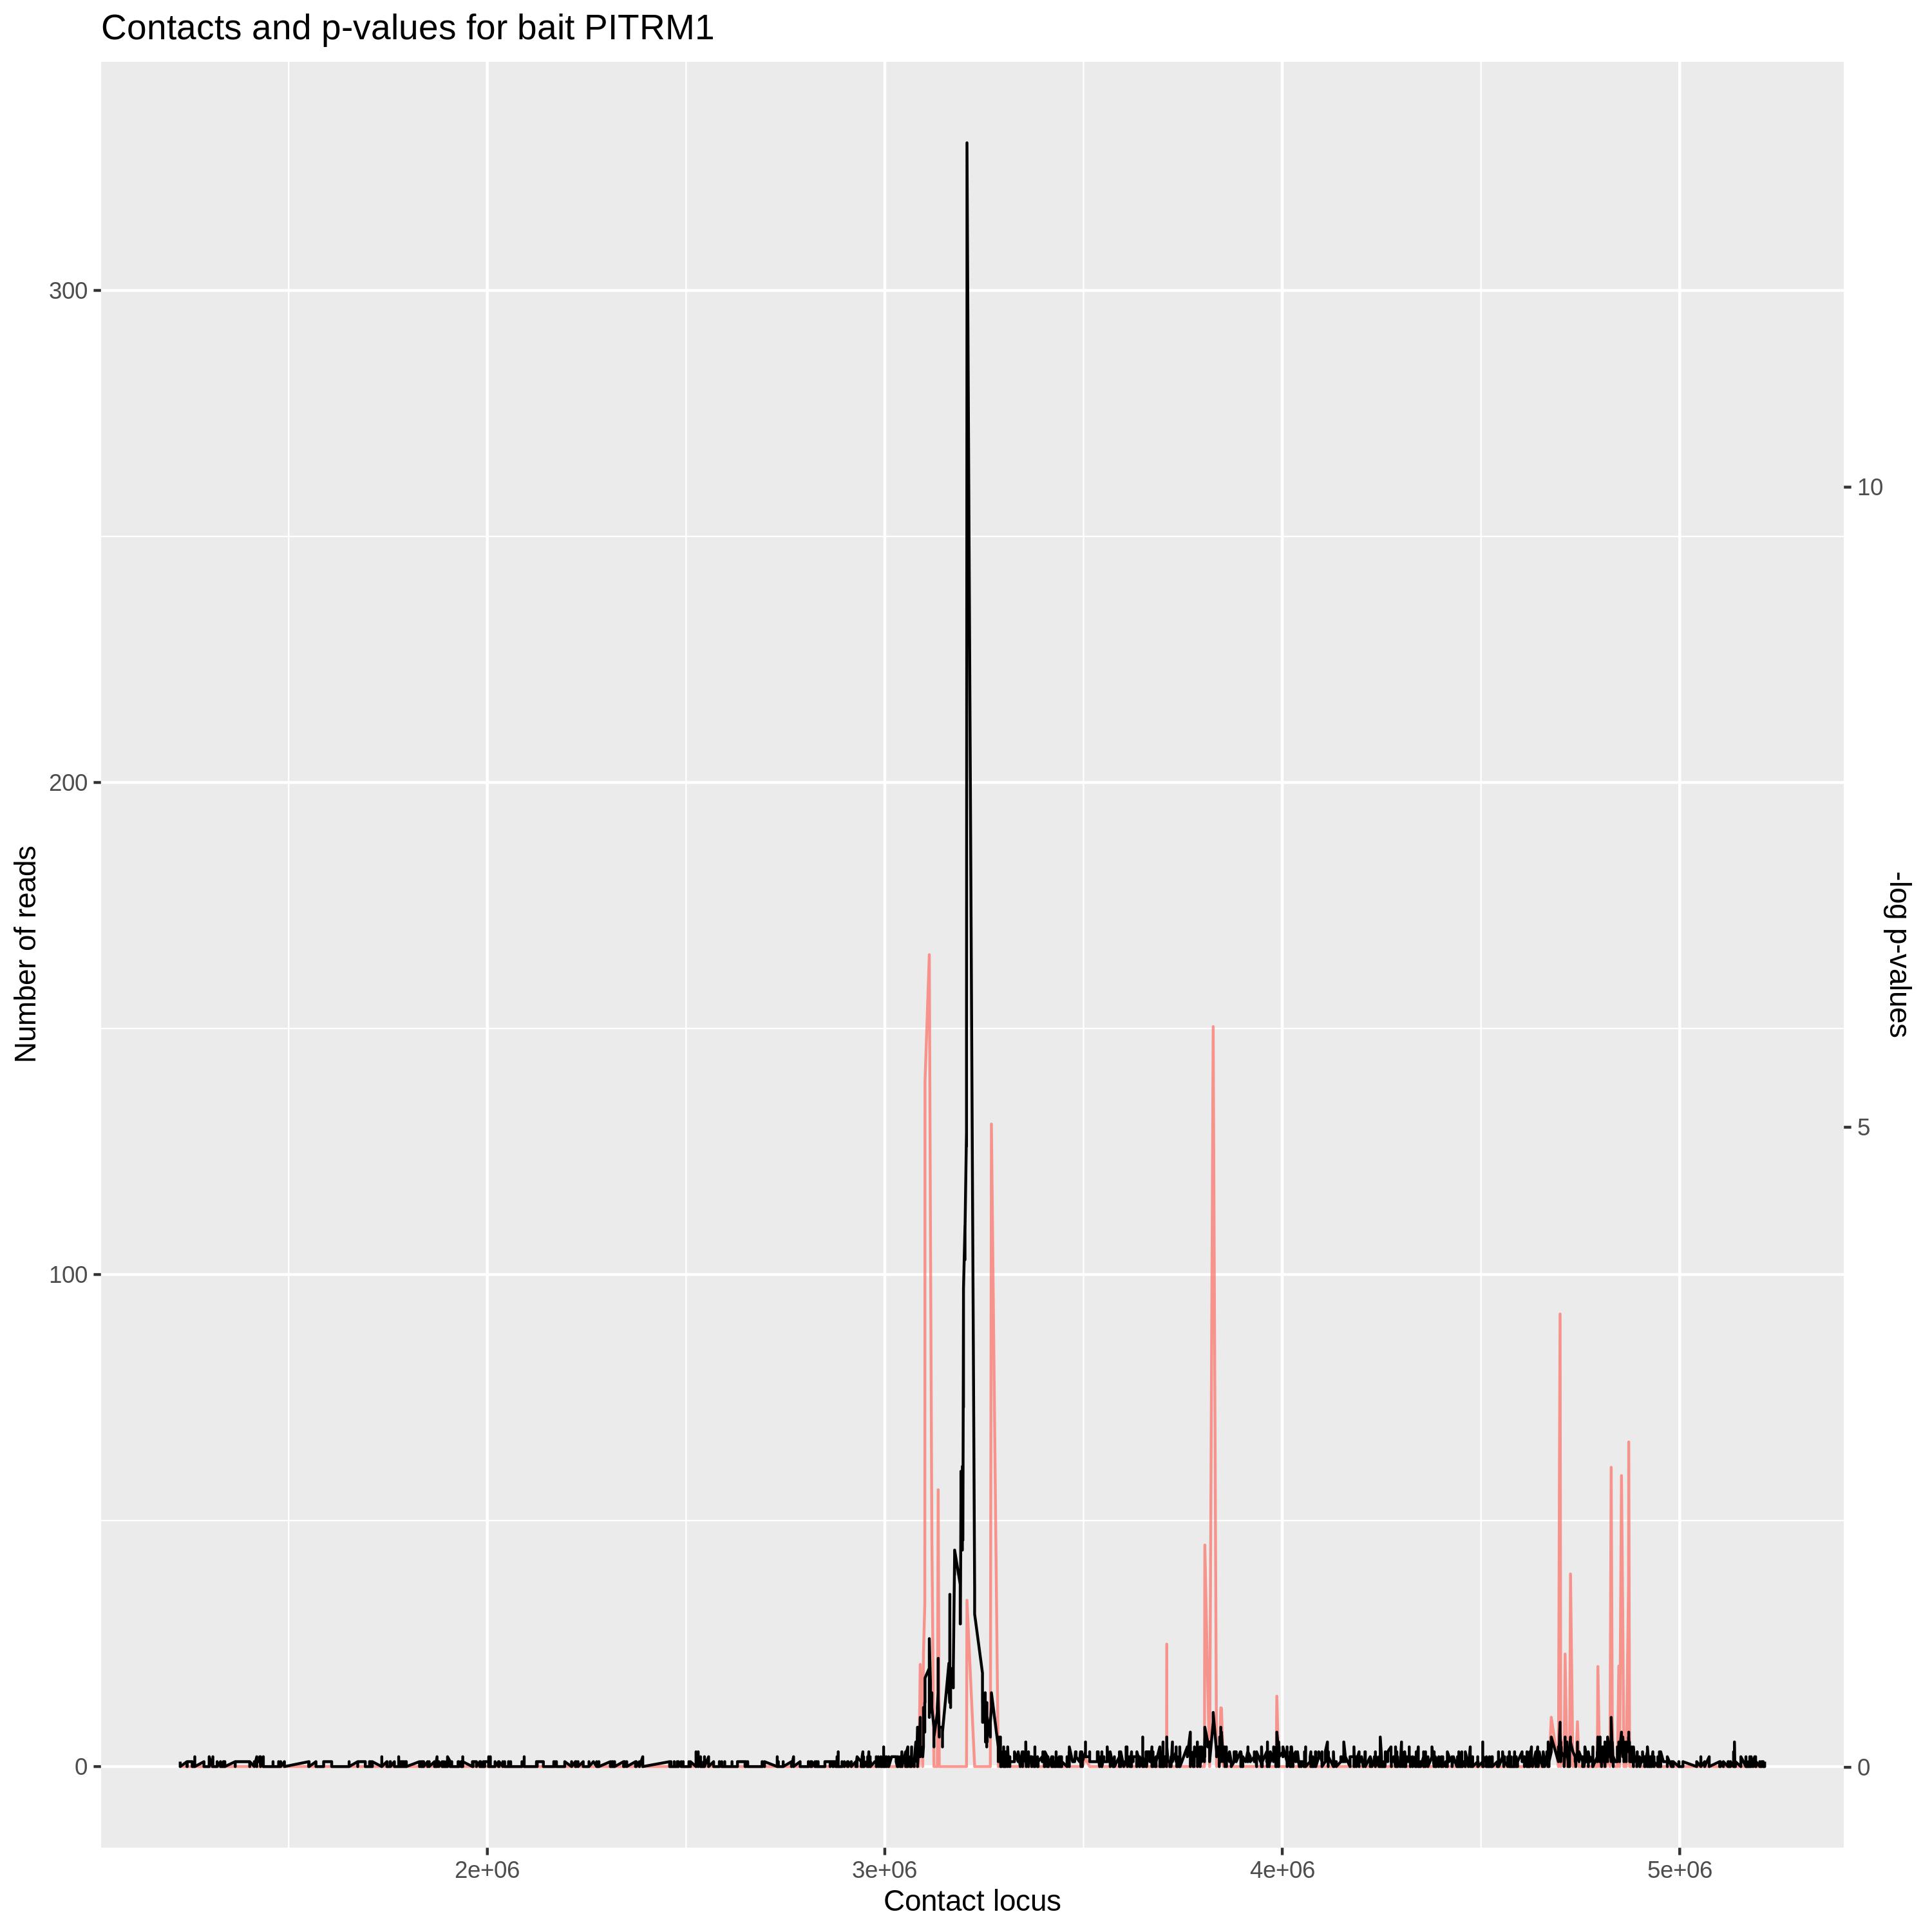 Contacts and p-values for bait PITRM1
300
200
100
0
Number of reads
10
5
0
-log p-values
2e+06
3e+06
4e+06
5e+06
Contact locus